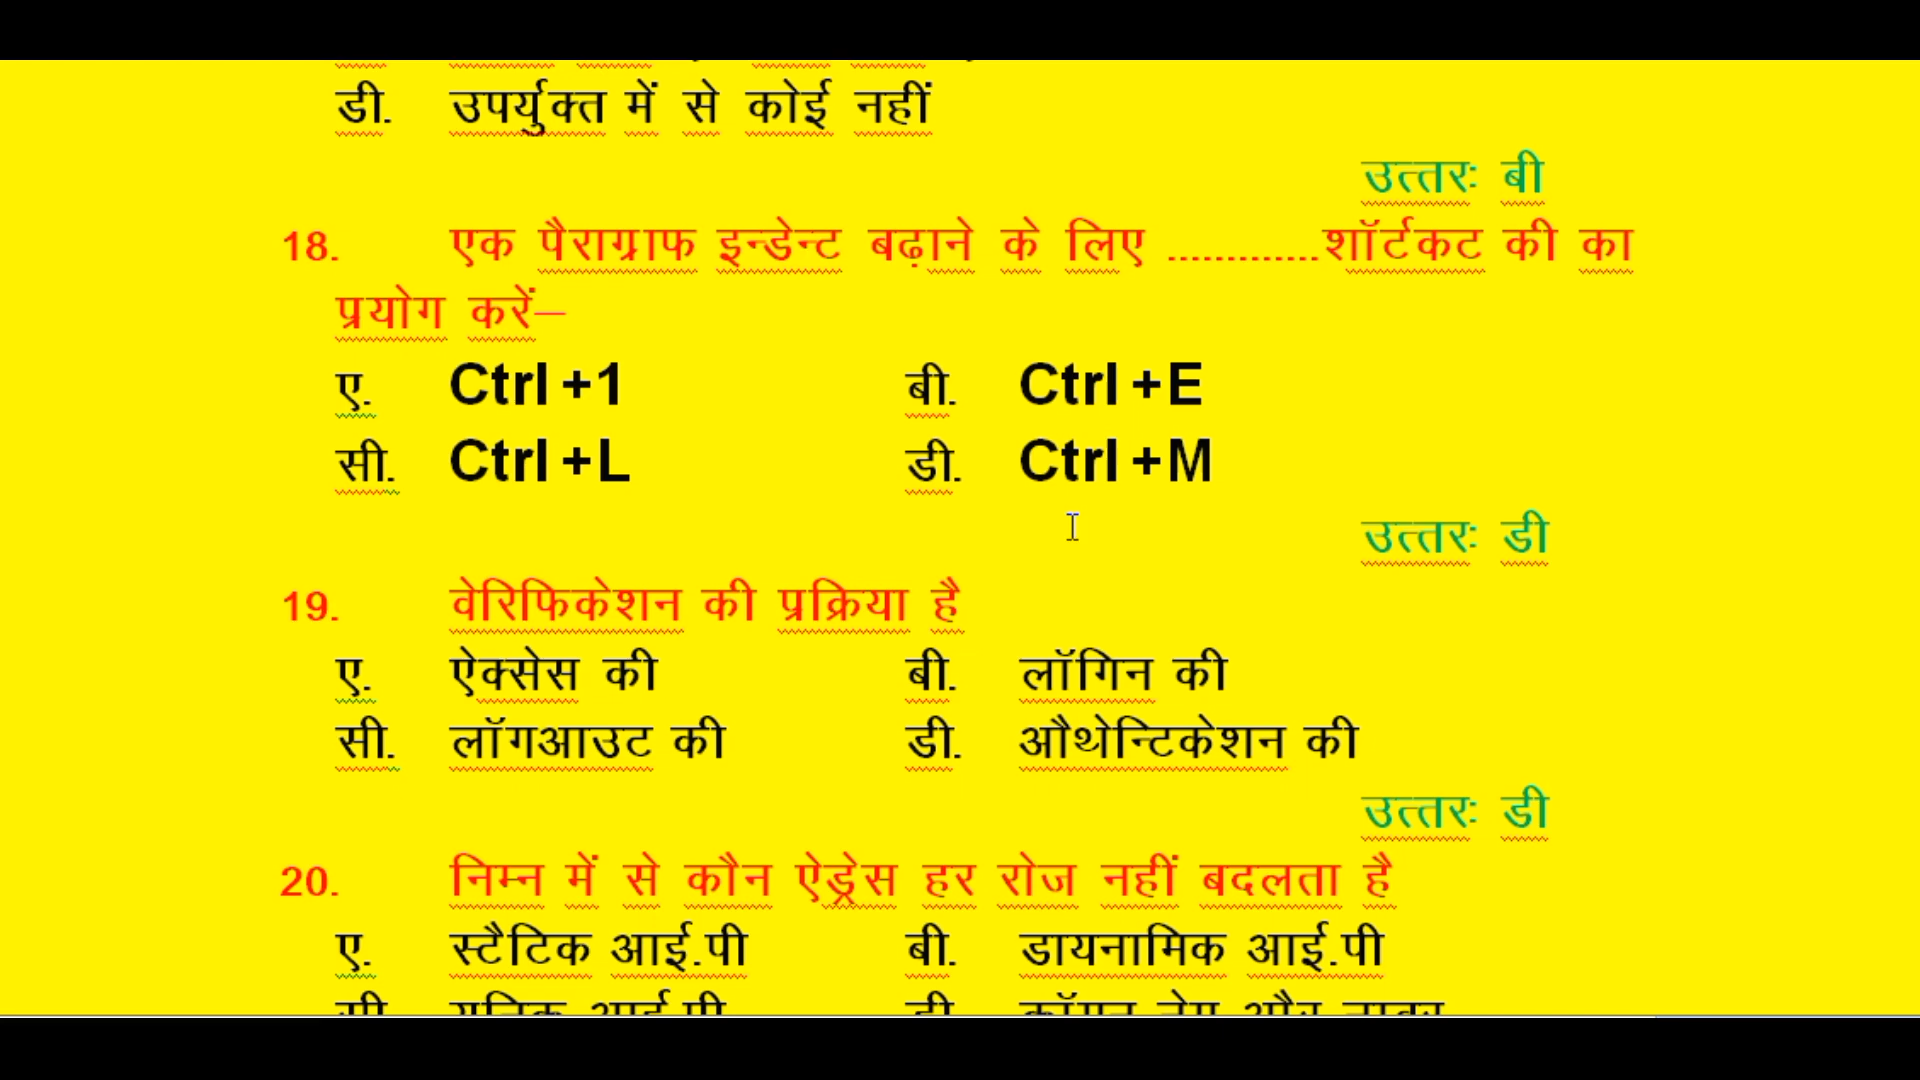 डी. उपर्युक्त में से कोई नहीं
उत्तरः बी
18. एक पैराग्राफ इन्डेन्ट बढ़ाने के लिए .............शॉर्टकट की का
प्रयोग करें–
ए. Ctrl +1 बी. Ctrl +E
सी. Ctrl +L डी. Ctrl +M
उत्तरः डी
19. वेरिफिकेशन की प्रक्रिया है
ए. ऐक्सेस की बी. लॉगिन की
सी. लॉगआउट की डी. औथेन्टिकेशन की
उत्तरः डी
20. निम्न में से कौन ऐड्रेस हर रोज नहीं बदलता है
ए. स्टैटिक आई.पी बी. डायनामिक आई.पी